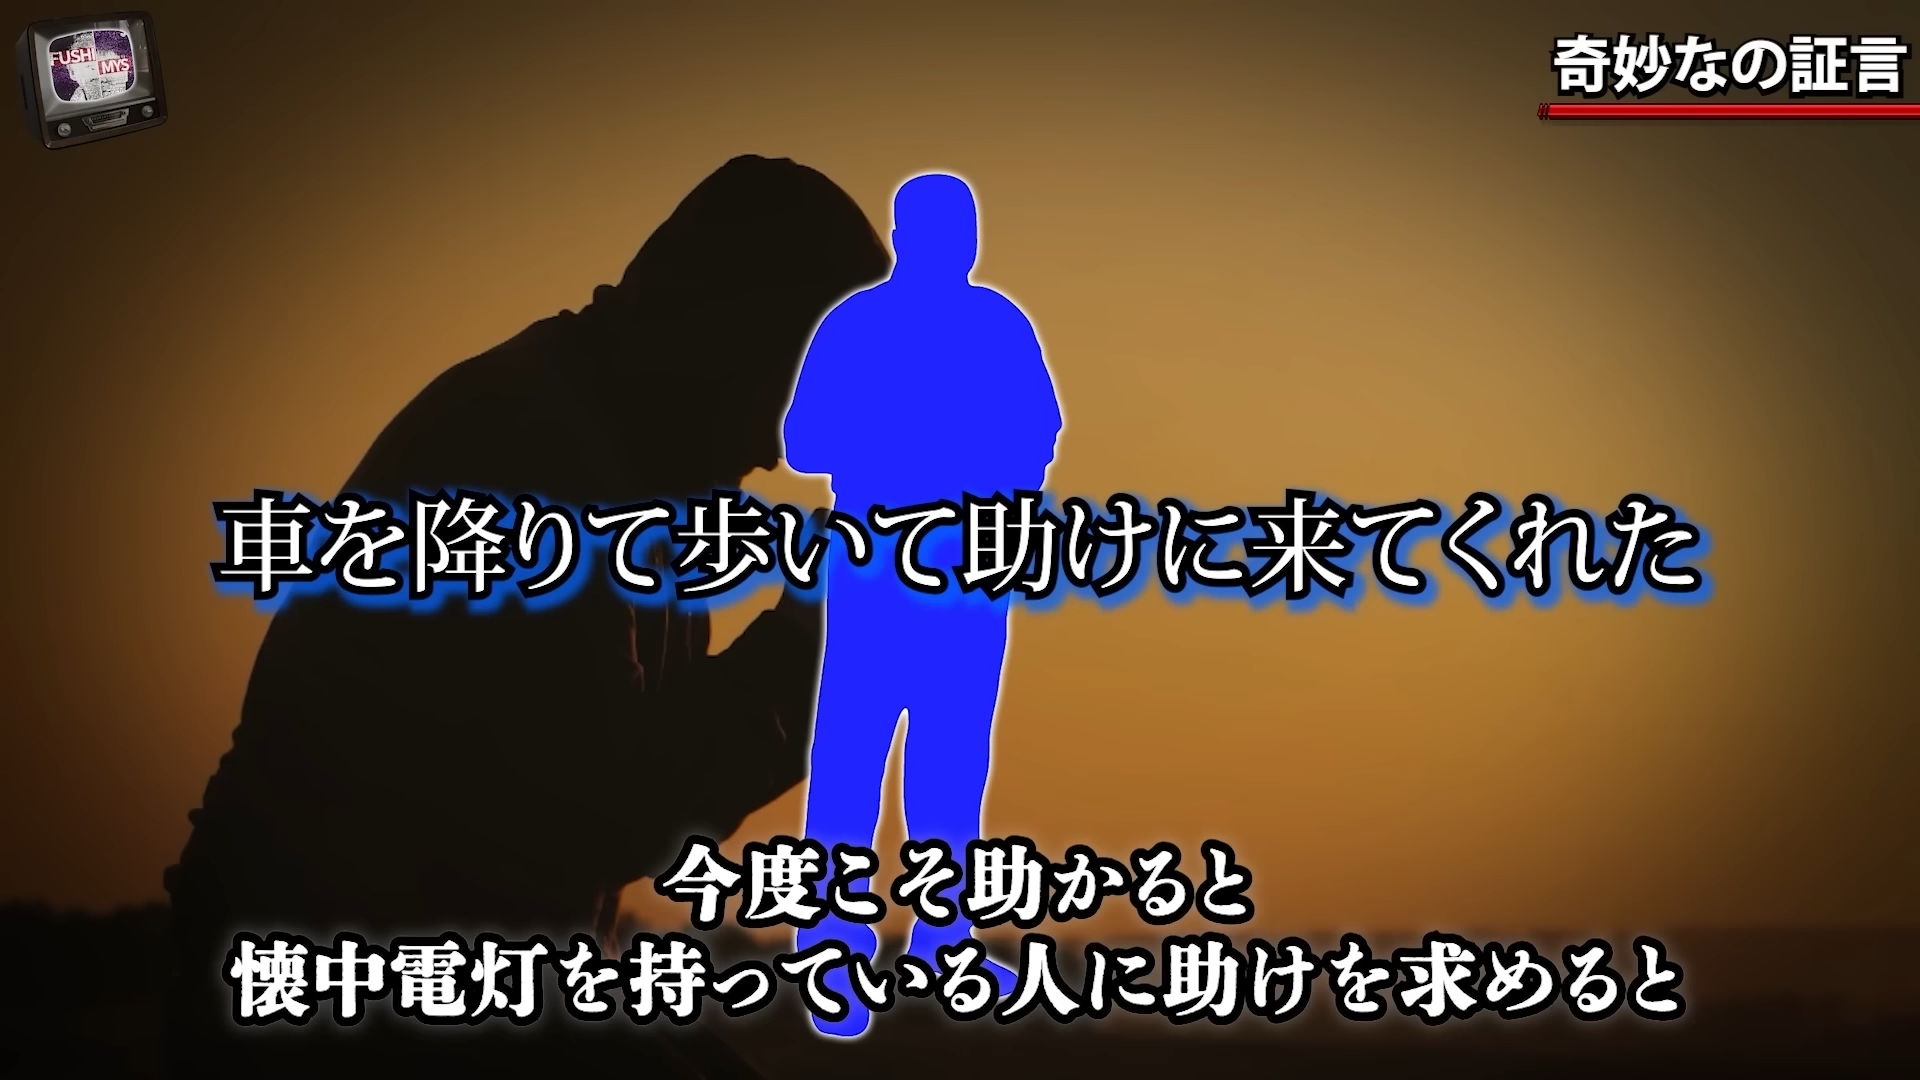 FUSHI
MYS
奇妙なの証言
車を降りて歩いて助けに来てくれた
今度こそ助かると
懐中電灯を持っている人に助けを求めると